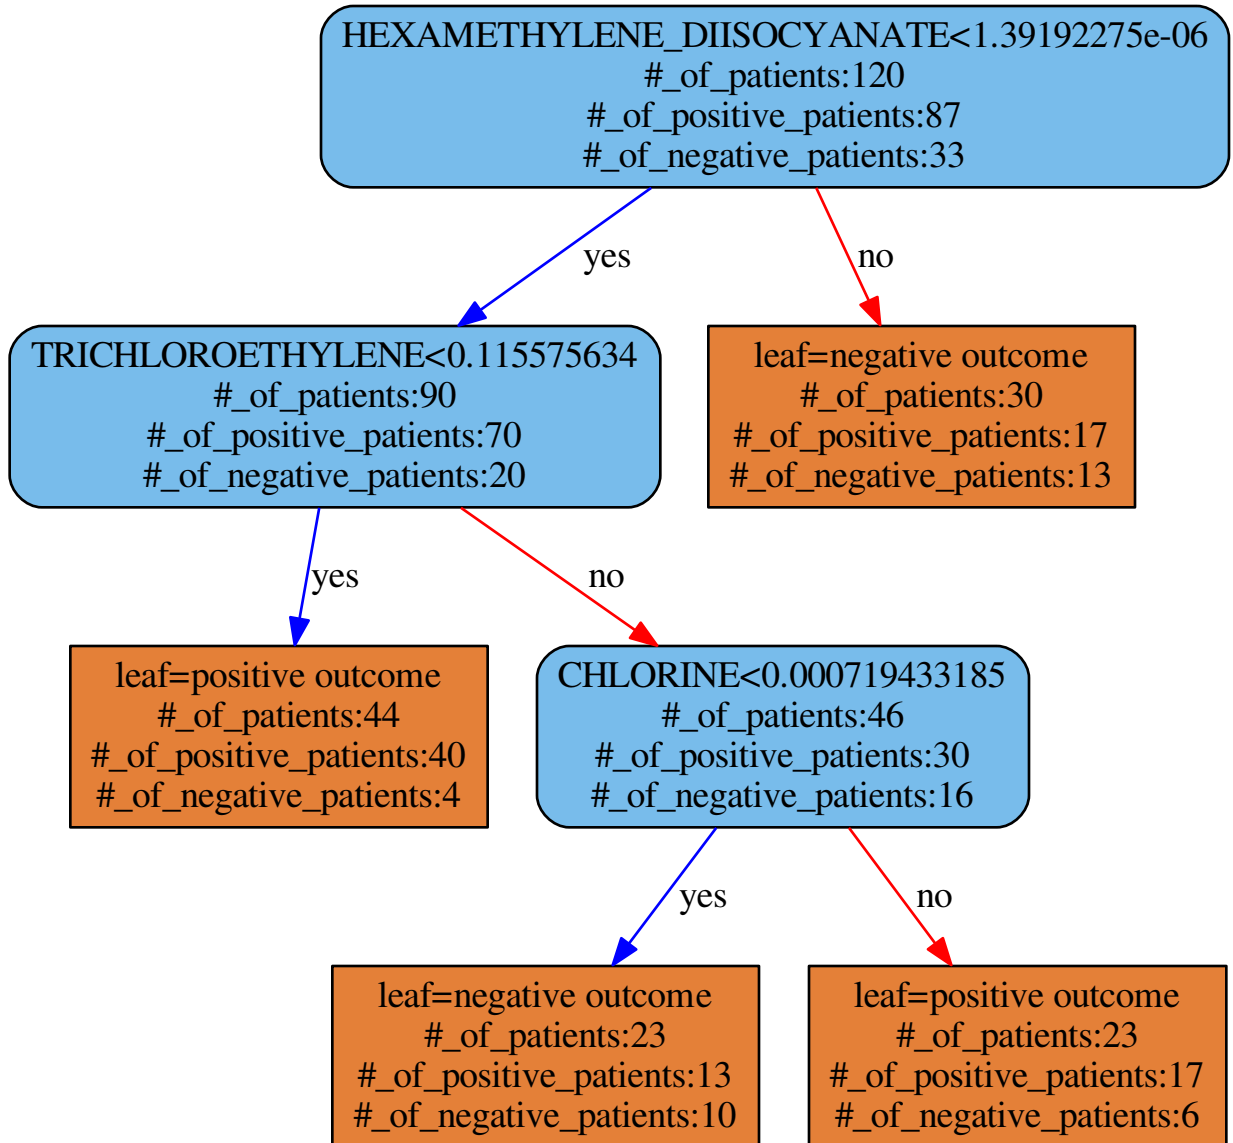 HEXAMETHYLENE_DIISOCYANATE<1.39192275e-06
#_of_patients:120
#_of_positive_patients:87
#_of_negative_patients:33
yes
no
TRICHLOROETHYLENE<0.115575634
#_of_patients:90
#_of_positive_patients:70
#_of_negative_patients:20
leaf=negative outcome
#_of_patients:30
#_of_positive_patients:17
#_of_negative_patients:13
yes
no
leaf=positive outcome
#_of_patients:44
#_of_positive_patients:40
#_of_negative_patients:4
CHLORINE<0.000719433185
#_of_patients:46
#_of_positive_patients:30
#_of_negative_patients:16
yes
no
leaf=negative outcome
#_of_patients:23
#_of_positive_patients:13
#_of_negative_patients:10
leaf=positive outcome
#_of_patients:23
#_of_positive_patients:17
#_of_negative_patients:6